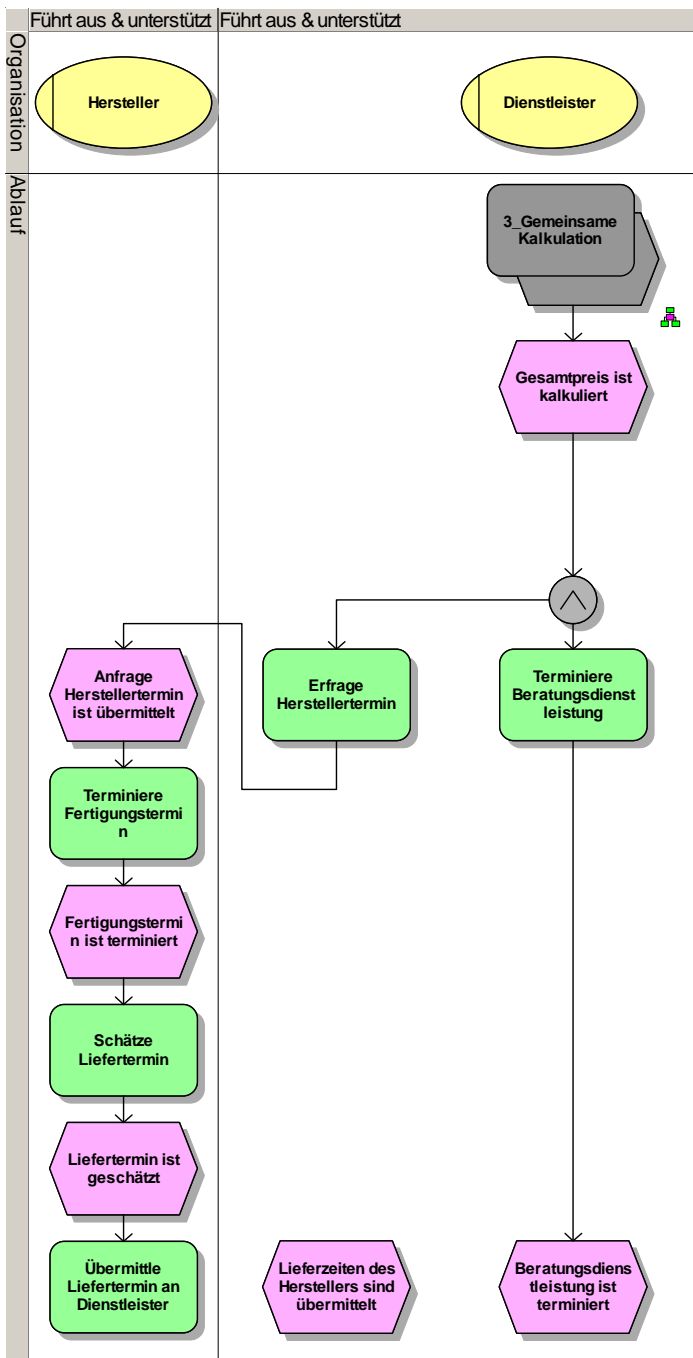 Führt aus & unterstützt
Führt aus & unterstützt
Organisation
Hersteller
Dienstleister
Ablauf
3_Gemeinsame
Kalkulation
Gesamtpreis ist
kalkuliert
Anfrage
Herstellertermin
ist übermittelt
Erfrage
Herstellertermin
Terminiere
Beratungsdienst
leistung
Terminiere
Fertigungstermi
n
Fertigungstermi
n ist terminiert
Schätze
Liefertermin
Liefertermin ist
geschätzt
Übermittle
Liefertermin an
Dienstleister
Lieferzeiten des
Herstellers sind
übermittelt
Beratungsdiens
tleistung ist
terminiert